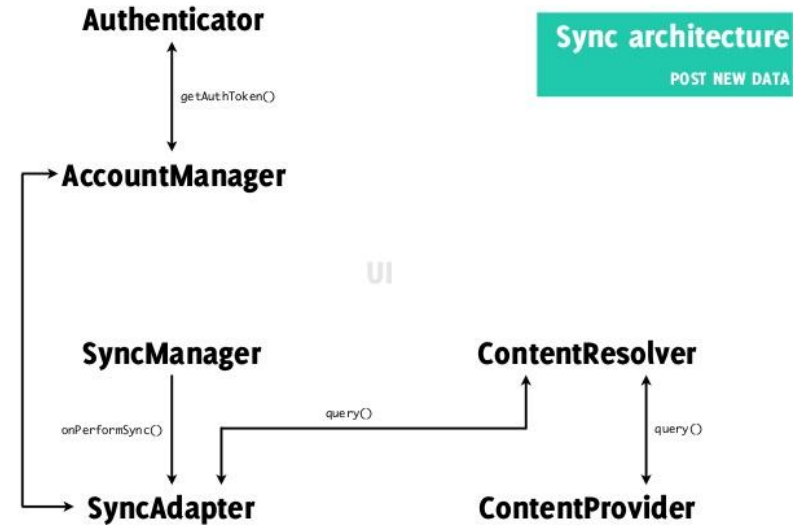 Authenticator
Sync architecture
POST NEW DATA
getAuthToken()
AccountManager
UI
SyncManager
ContentResolver
query()
onPerformSync()
query()
SyncAdapter
ContentProvider